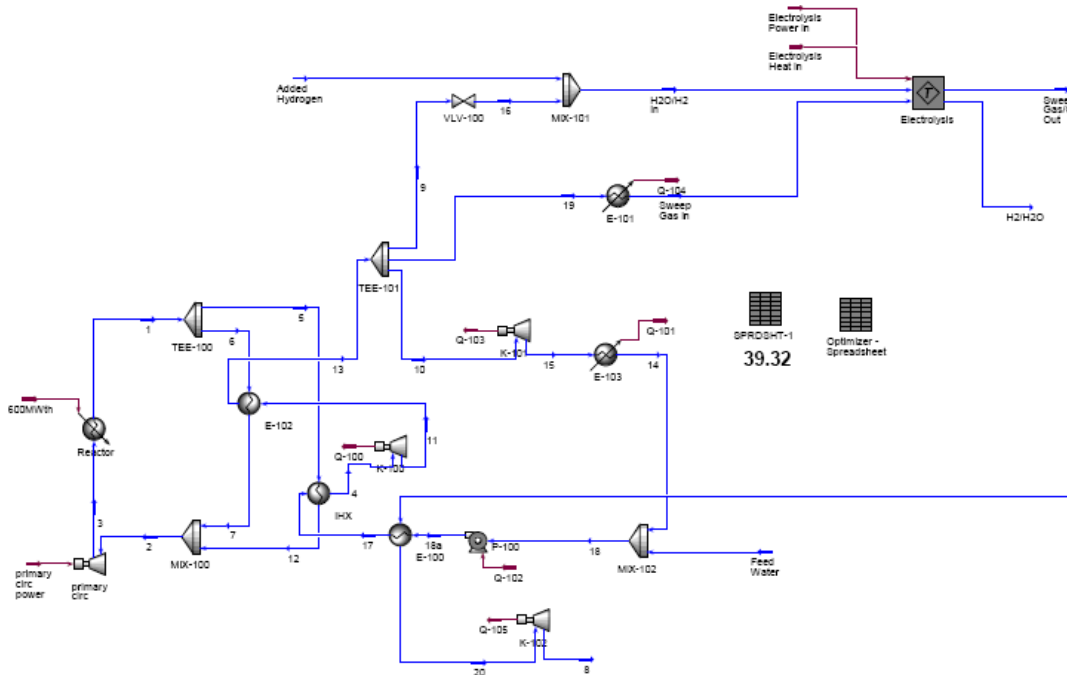 Electrolysis
Power In
Electrolysis
Heat In
Added
Hydrogen
VLV-100
16
MIX-101
H2O/H2
In
Electrolysis
Sweep
Out
9
19
E-101
Q-104
Sweep
Gas In
H2/H2O
TEE-101
1
TEE-100
5
6
13
10
Q-103
K-101
15
E-103
Q-101
14
SPRDSHT-1
39.32
Optimizer -
Spreadsheet
600MWth
Reactor
E-102
11
Q-100
K-100
4
IHX
3
2
7
MIX-100
12
17
E-100
18a
P-100
18
MIX-102
Feed
Water
Q-102
primary
circ
power
primary
circ
Q-105
K-102
20
8